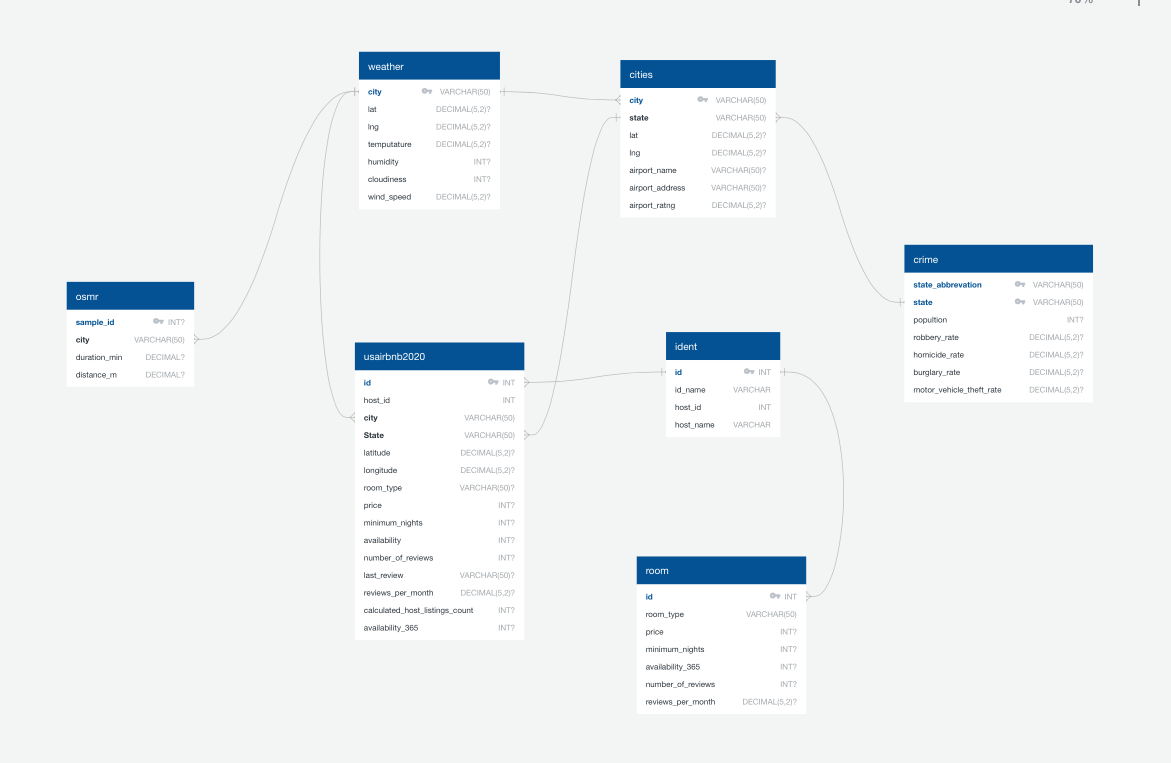 weather
city VARCHAR(50)
lat DECIMAL(5,2)?
lng DECIMAL(5,2)?
temputature DECIMAL(5,2)?
humidity INT?
cloudiness INT?
wind_speed DECIMAL(5,2)?
cities
city VARCHAR(50)
state VARCHAR(50)
lat DECIMAL(5,2)?
lng DECIMAL(5,2)?
airport_name VARCHAR(50)?
airport_address VARCHAR(50)?
airport_ratng DECIMAL(5,2)?
crime
state_abbrevation VARCHAR(50)
state VARCHAR(50)
popultion INT?
robbery_rate DECIMAL(5,2)?
homicide_rate DECIMAL(5,2)?
burglary_rate DECIMAL(5,2)?
motor_vehicle_theft_rate DECIMAL(5,2)?
osmr
sample_id INT?
city VARCHAR(50)
duration_min DECIMAL?
distance_m DECIMAL?
usairbnb2020
id INT
host_id INT
city VARCHAR(50)
State VARCHAR(50)
latitude DECIMAL(5,2)?
longitude DECIMAL(5,2)?
room_type VARCHAR(50)?
price INT?
minimum_nights INT?
availability INT?
number_of_reviews INT?
last_review VARCHAR(50)?
reviews_per_month DECIMAL(5,2)?
calculated_host_listings_count INT?
availability_365 INT?
ident
id INT
id_name VARCHAR
host_id INT
host_name VARCHAR
room
id INT
room_type VARCHAR(50)
price INT?
minimum_nights INT?
availability_365 INT?
number_of_reviews INT?
reviews_per_month DECIMAL(5,2)?